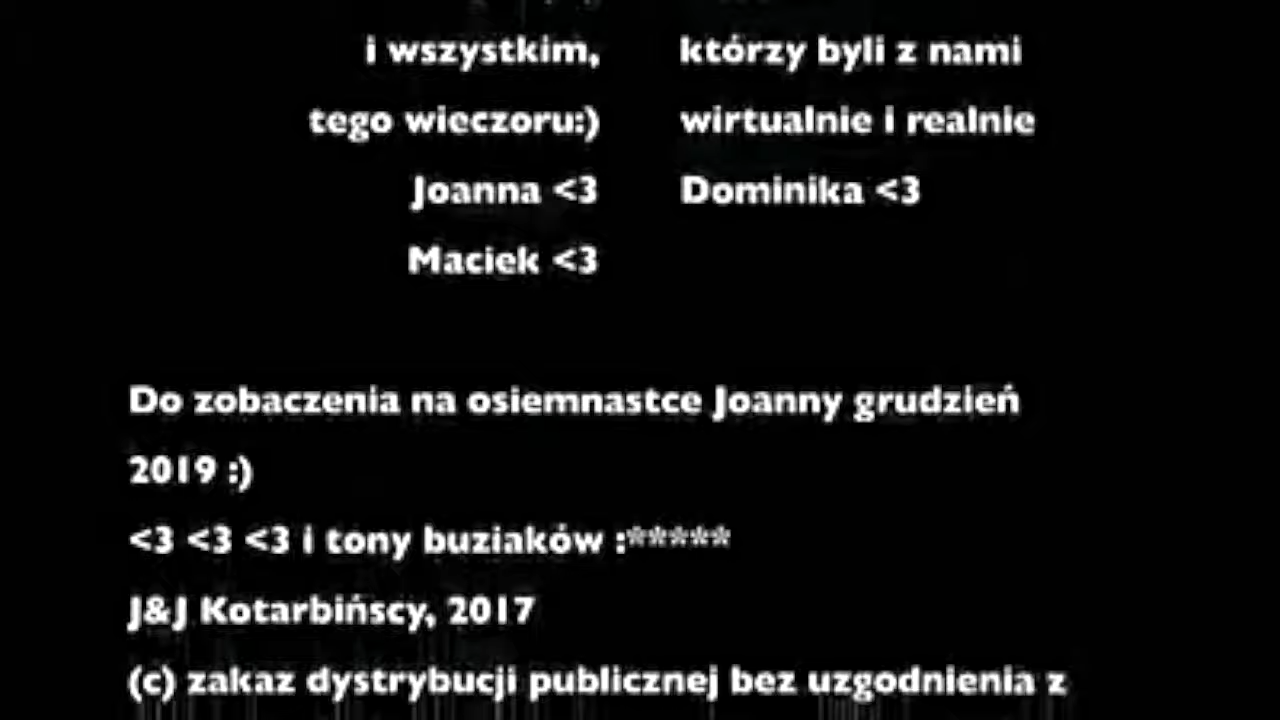 i wszystkim, którzy byli z nami
tego wieczoru:) wirtualnie i realnie
Joanna <3 Dominika <3
Maciek <3
Do zobaczenia na osiemnastce Joanny grudzień
2019 :)
<3 <3 <3 i tony buziaków :*****
J&J Kotarbińscy, 2017
(c) zakaz dystrybucji publicznej bez uzgodnienia z